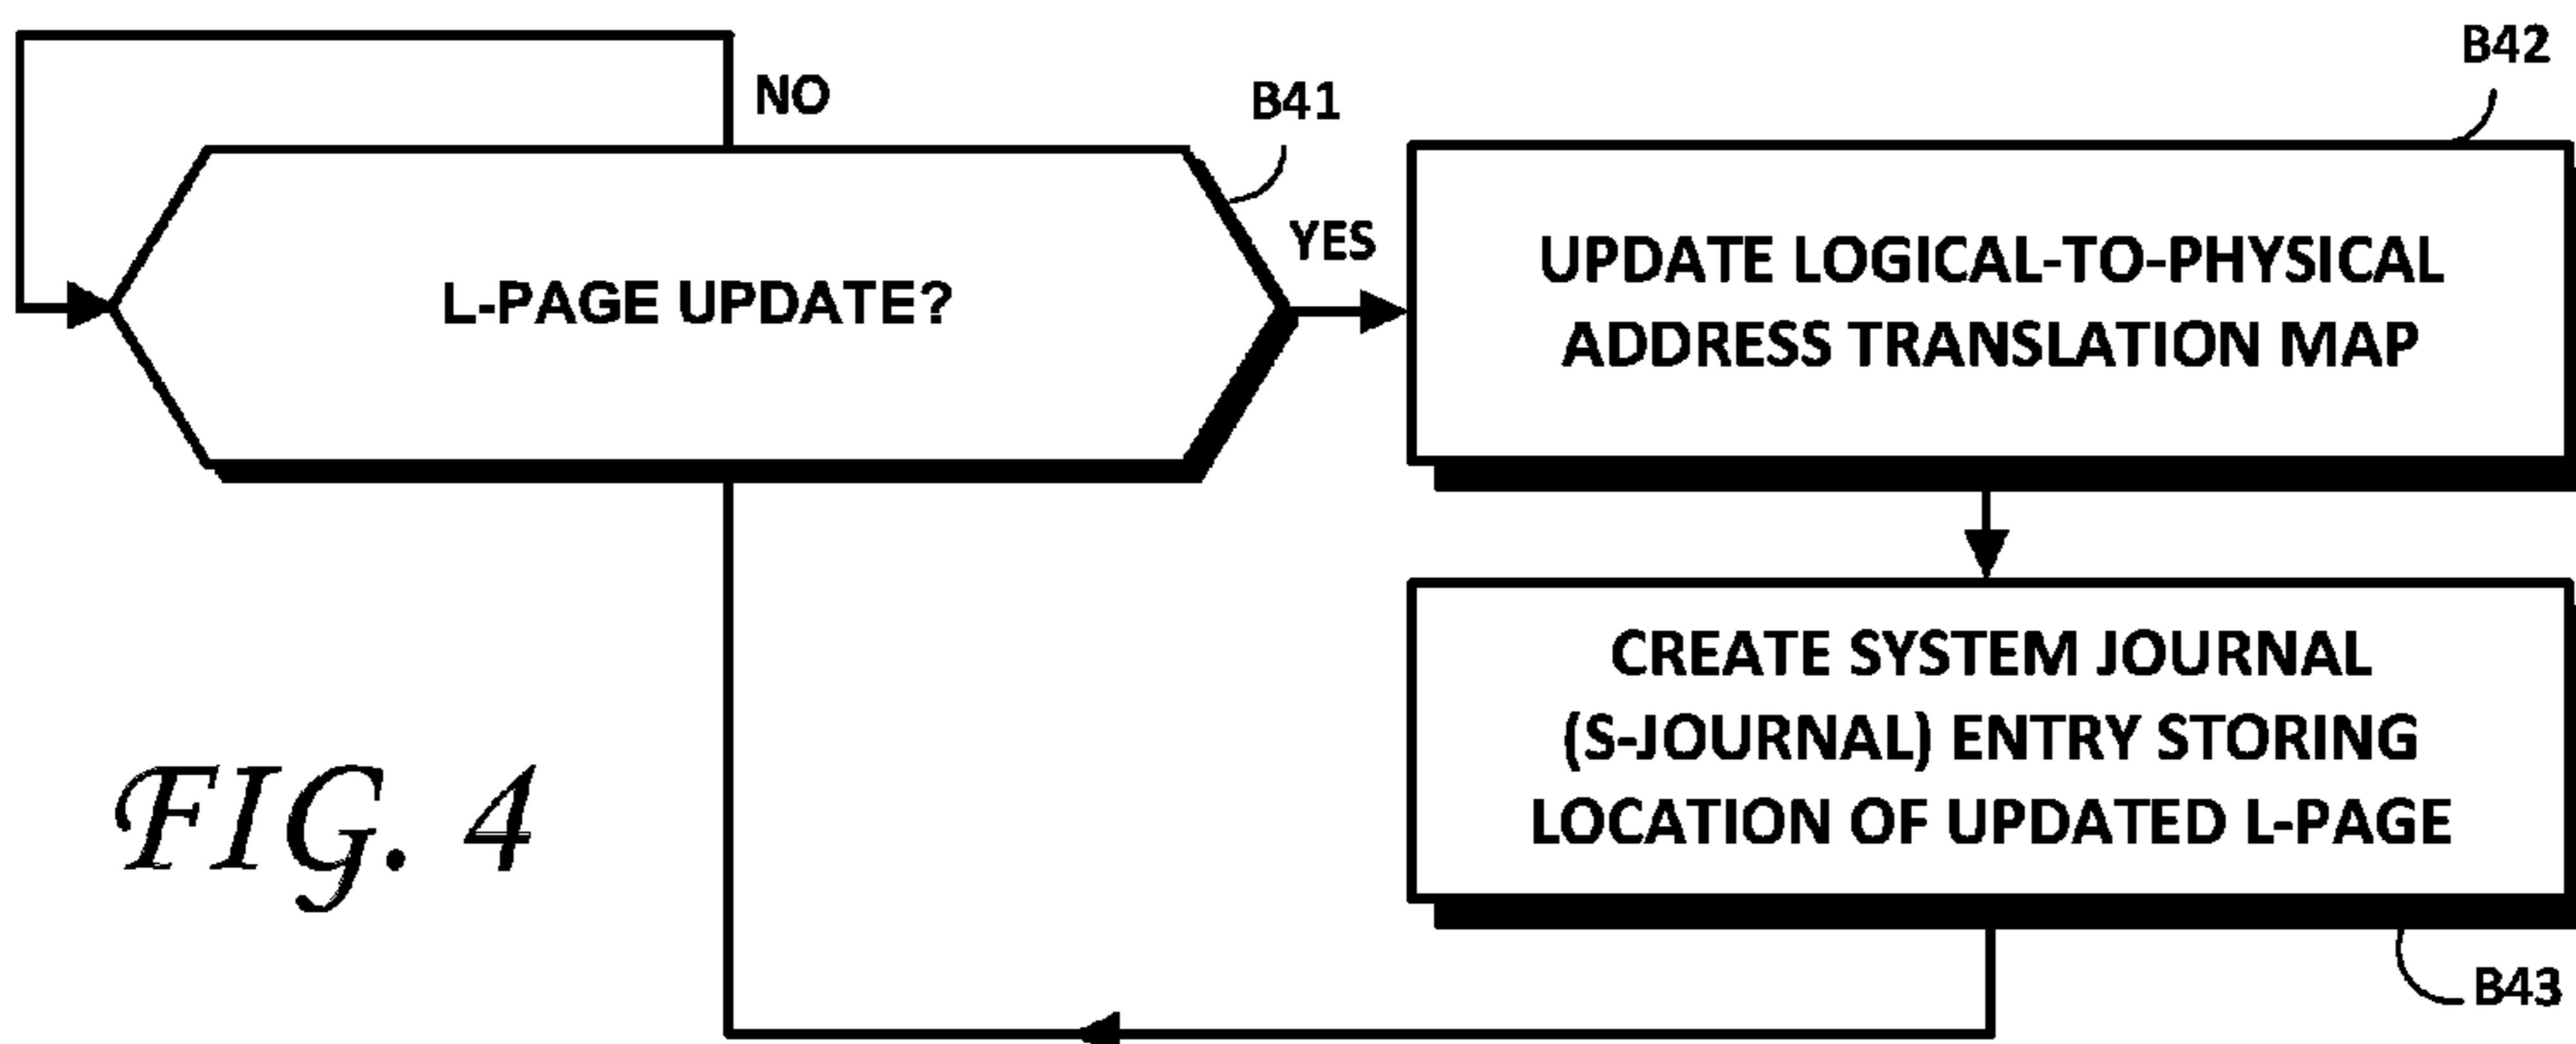 NO
B41
B42
L-PAGE UPDATE?
YES
UPDATE LOGICAL-TO-PHYSICAL
ADDRESS TRANSLATION MAP
CREATE SYSTEM JOURNAL
(S-JOURNAL) ENTRY STORING
LOCATION OF UPDATED L-PAGE
B43
FIG. 4